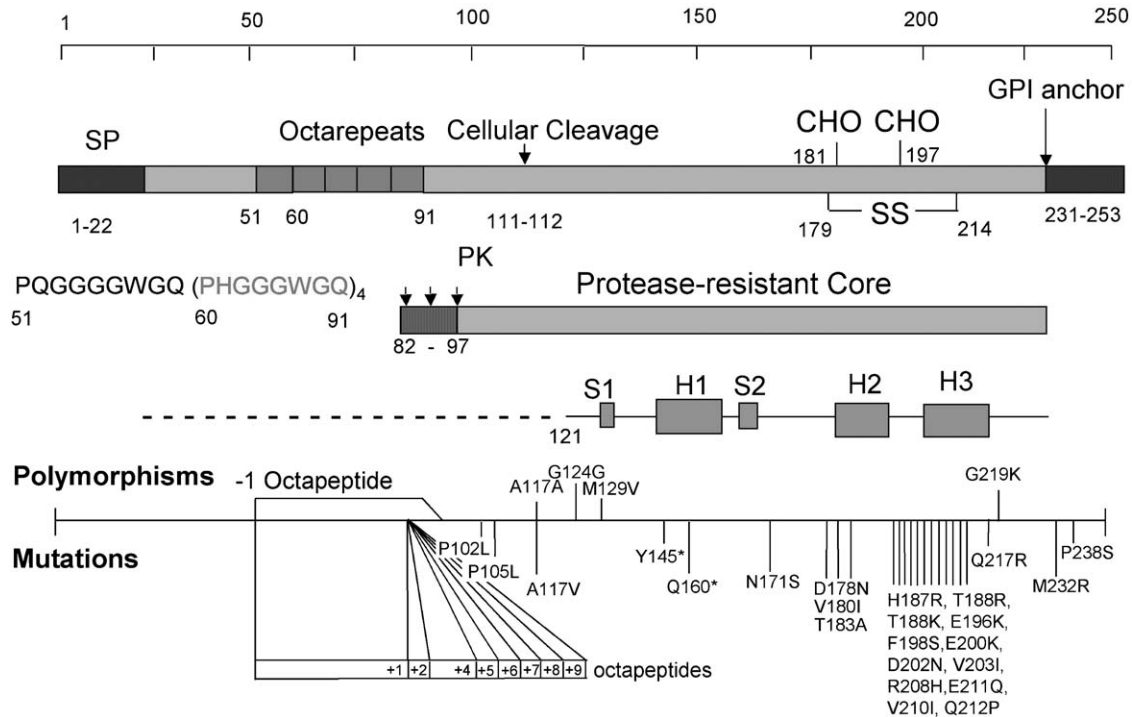 1 50 100 150 200 250
GPI anchor
SP Octarepeats Cellular Cleavage CHO CHO
181 197
1-22 51 60 91 111-112 179 SS 214 231-253
PK
PQGGGGWGQ (PHGGGWGQ)4 Protease-resistant Core
51 60 91
82 - 97
S1 H1 S2 H2 H3
121
Polymorphisms -1 Octapeptide A117A G124G M129V G219K
Mutations P102L
P105L A117V Y145* Q160* N171S D178N Q217R M232R P238S
V180I
T183A
H187R, T188R,
T188K, E196K,
F198S,E200K,
D202N, V203I,
R208H,E211Q,
V210I, Q212P
+1 +2 +4 +5 +6 +7 +8 +9 octapeptides